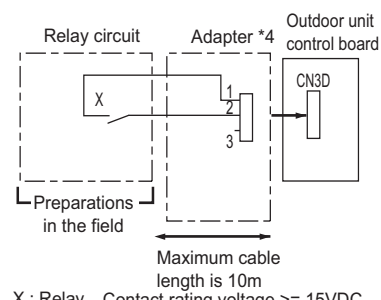 Relay circuit
Adapter *4
Outdoor unit
control board
CN3D
X
1
2
3
Preparations
in the field
Maximum cable
length is 10m
X : Relay Contact rating voltage >= 15VDC